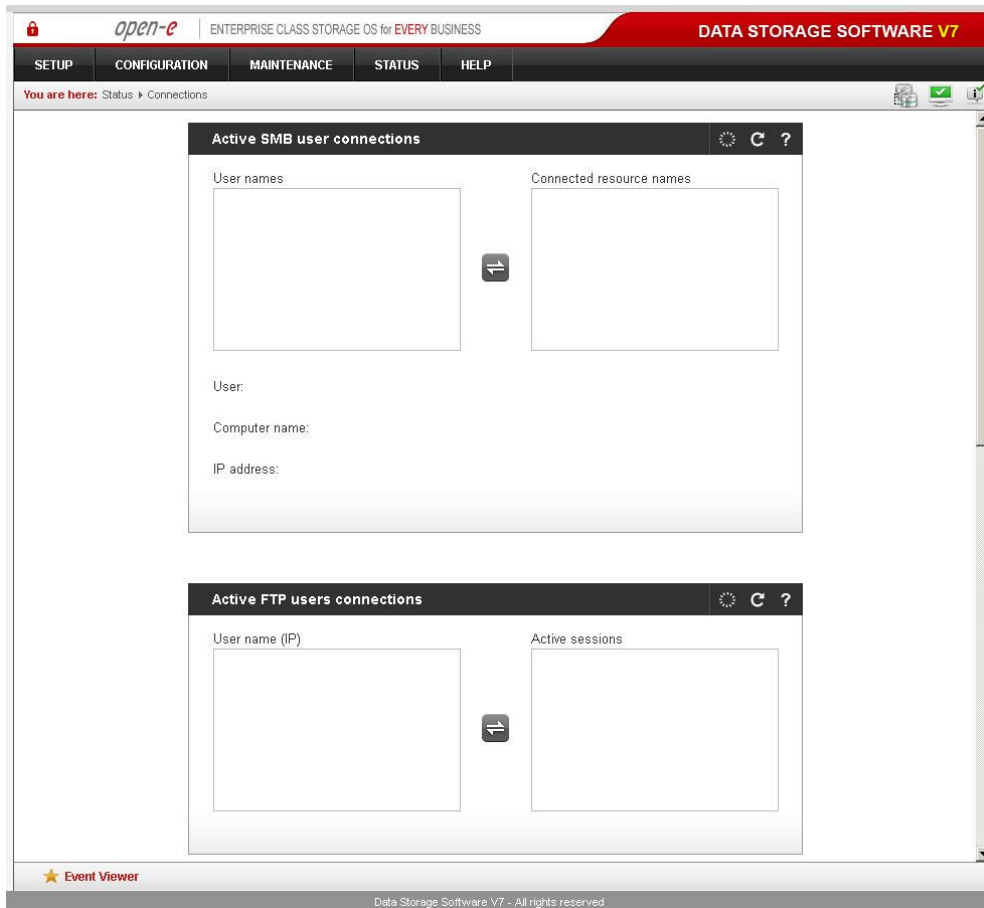 open-e ENTERPRISE CLASS STORAGE OS for EVERY BUSINESS DATA STORAGE SOFTWARE V7
SETUP CONFIGURATION MAINTENANCE STATUS HELP
You are here: Status Connections
Active SMB user connections ?
User names Connected resource names
User:
Computer name:
IP address:
Active FTP users connections ?
User name (IP) Active sessions
Event Viewer
Data Storage Software V7 - All rights reserved